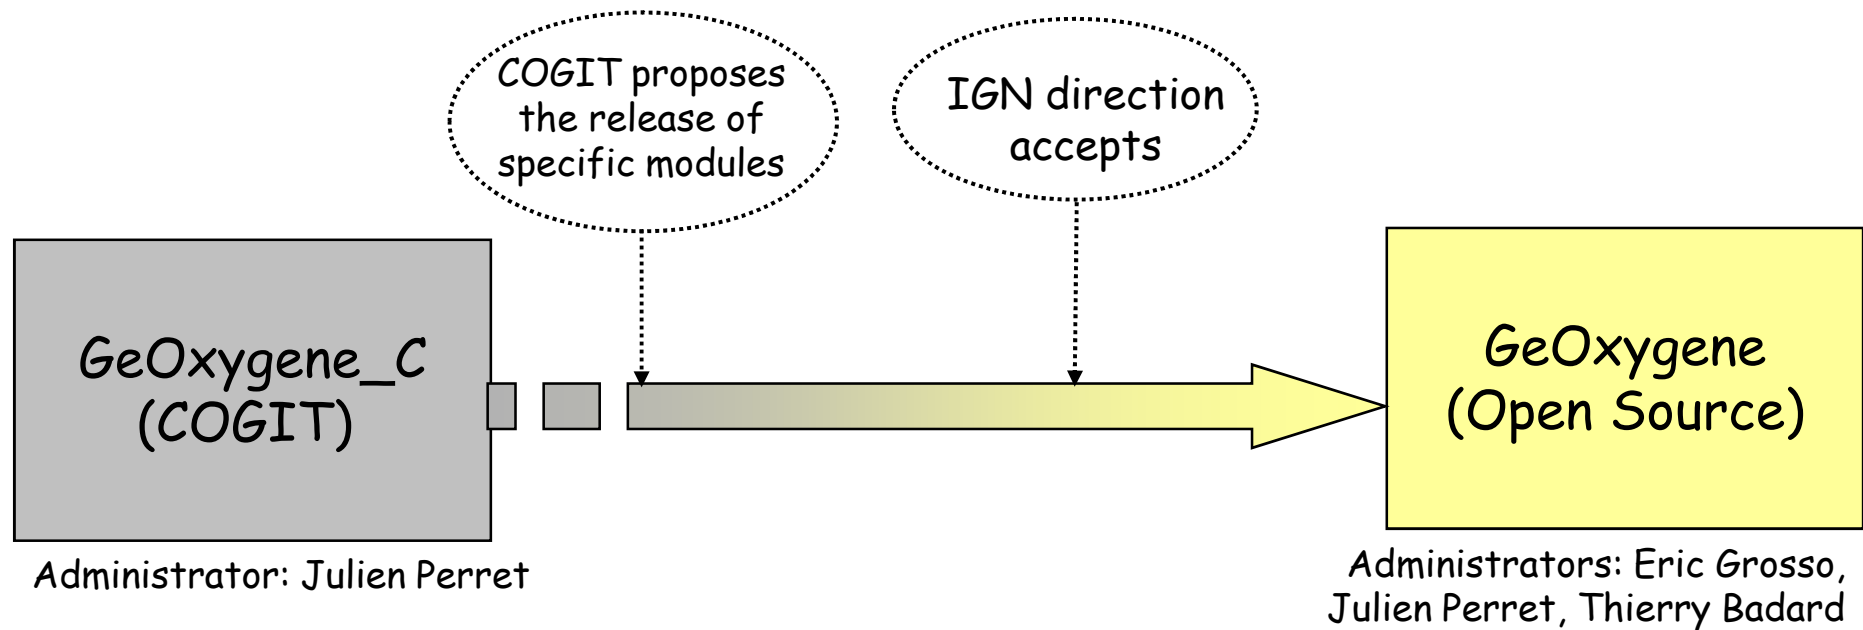 COGIT proposes
the release of
specific modules
IGN direction
accepts
GeOxygene_C
(COGIT)
GeOxygene
(Open Source)
Administrator: Julien Perret
Administrators: Eric Grosso,
Julien Perret, Thierry Badard